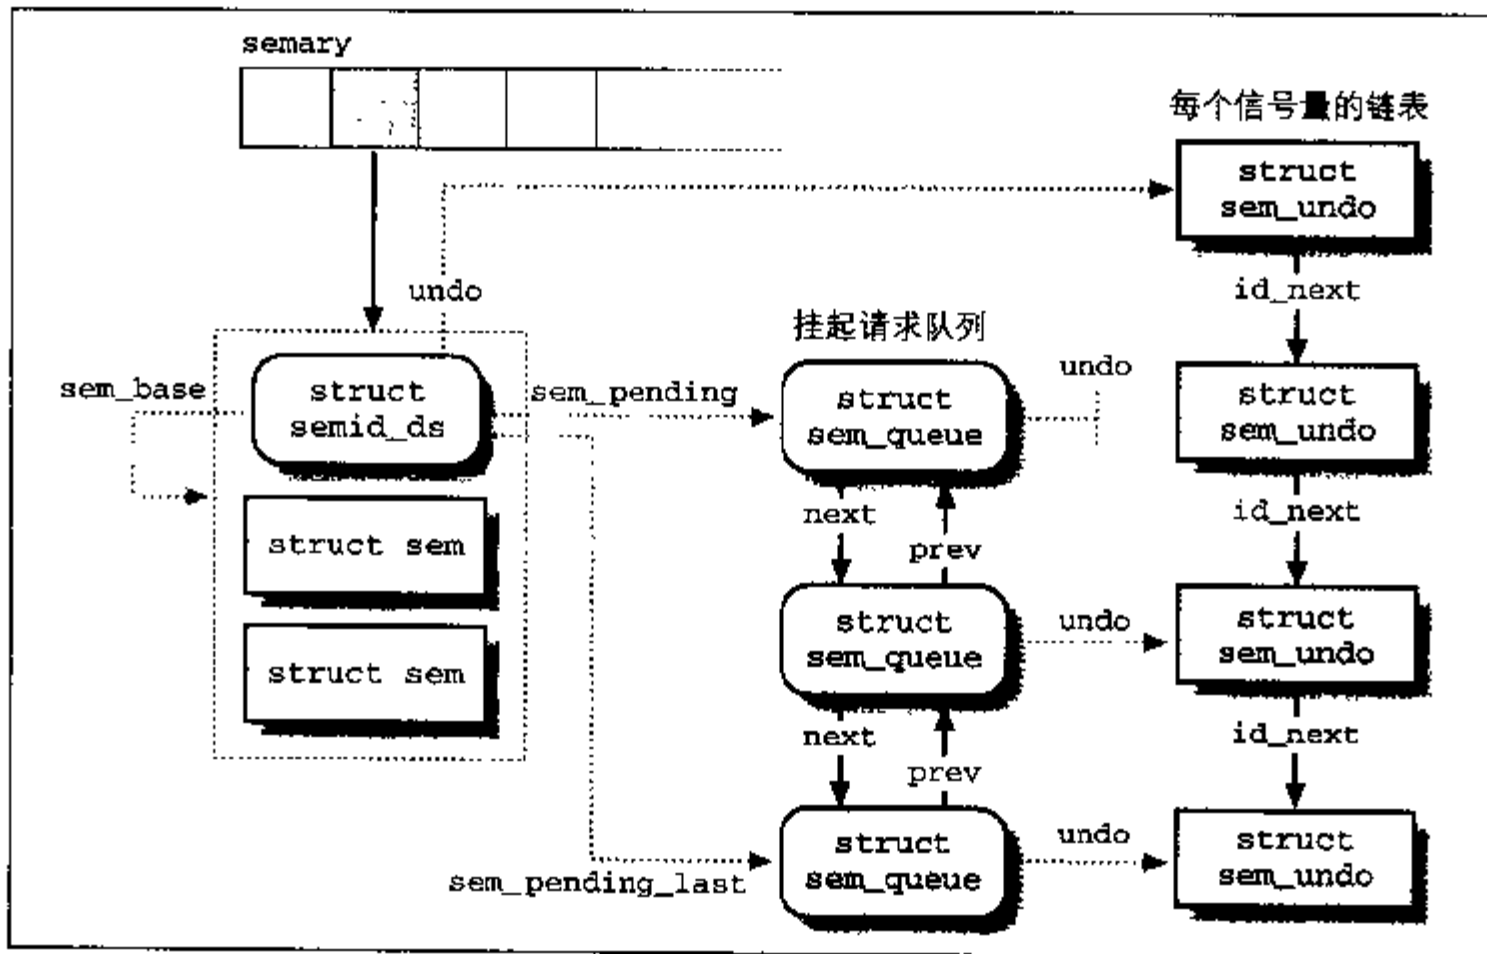 semary
每个信号量的链表
struct
sem_undo
undo
id_next
挂起请求队列
sem_base
struct
semid_ds
sem_pending
struct
sem_queue
undo
struct
sem_undo
next
prev
id_next
struct sem
struct
sem_queue
undo
struct
sem_undo
struct sem
next
prev
id_next
sem_pending_last
struct
sem_queue
undo
struct
sem_undo